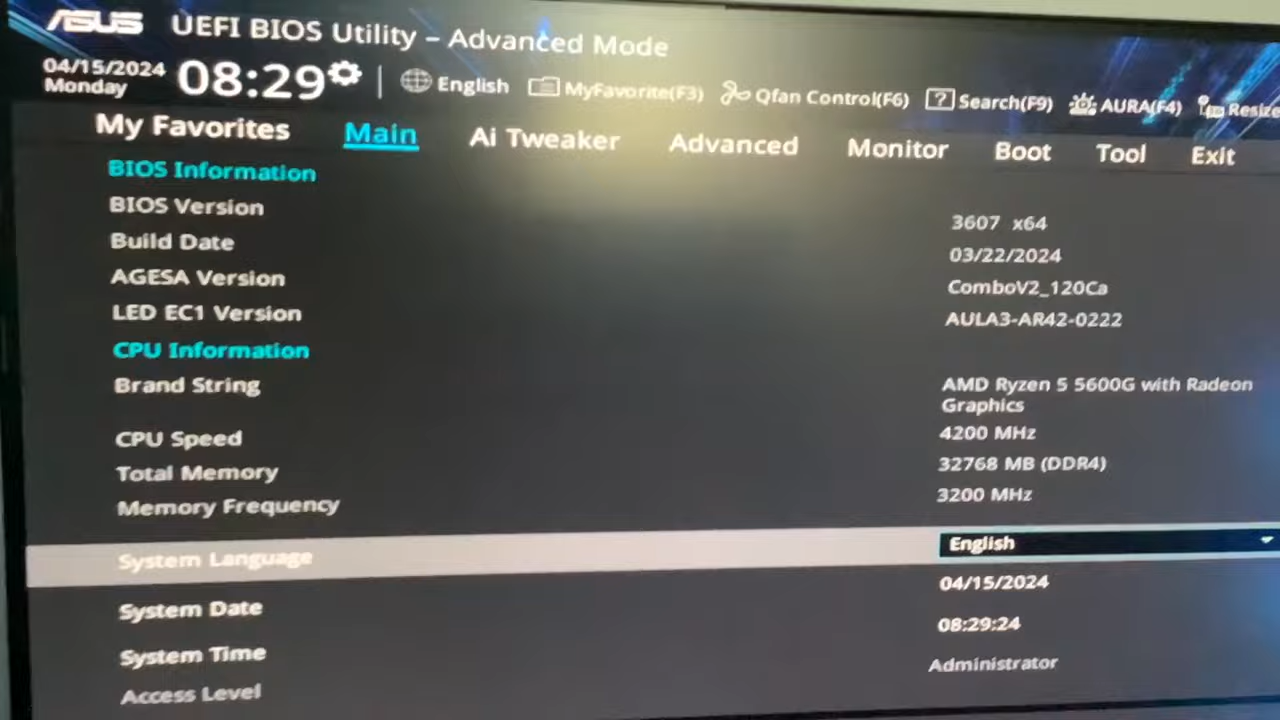 ASUS UEFI BIOS Utility – Advanced Mode
04/15/2024
Monday
08:29
English MyFavorite(F3) Qfan Control(F6) Search(F9) AURA(F4) Resize
My Favorites Main Ai Tweaker Advanced Monitor Boot Tool Exit
BIOS Information
BIOS Version 3607 x64
Build Date 03/22/2024
AGESA Version ComboV2_120Ca
LED EC1 Version AULA3-AR42-0222
CPU Information
Brand String AMD Ryzen 5 5600G with Radeon
Graphics
CPU Speed 4200 MHz
Total Memory 32768 MB (DDR4)
Memory Frequency 3200 MHz
System Language English
System Date 04/15/2024
System Time 08:29:24
Access Level Administrator